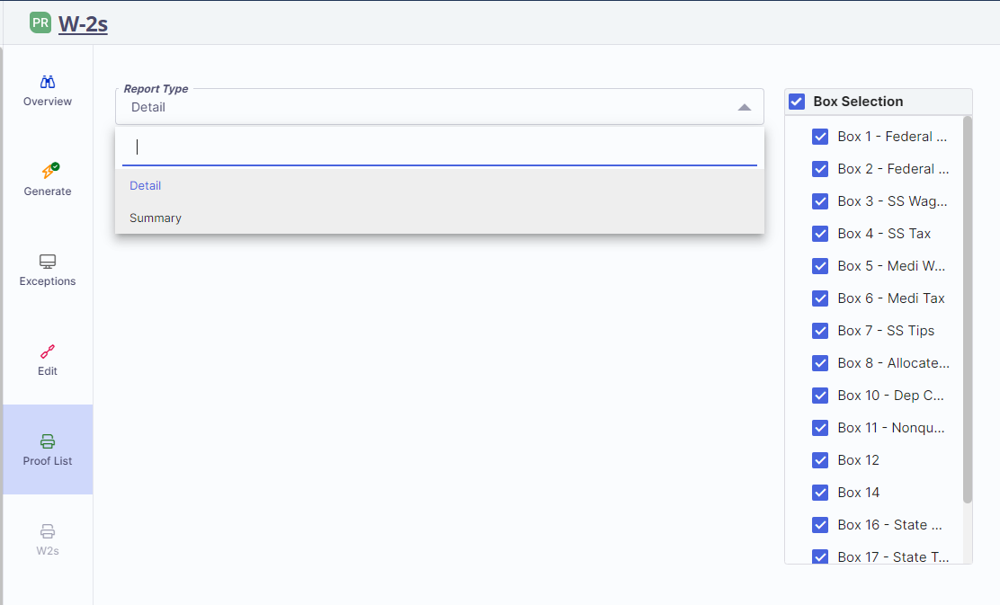 PR W-2s
Overview
Generate
Exceptions
Edit
Proof List
W2s
Report Type
Detail
Detail
Summary
Box Selection
Box 1 - Federal ...
Box 2 - Federal ...
Box 3 - SS Wag...
Box 4 - SS Tax
Box 5 - Medi W...
Box 6 - Medi Tax
Box 7 - SS Tips
Box 8 - Allocate...
Box 10 - Dep C...
Box 11 - Nonqu...
Box 12
Box 14
Box 16 - State ...
Box 17 - State T...